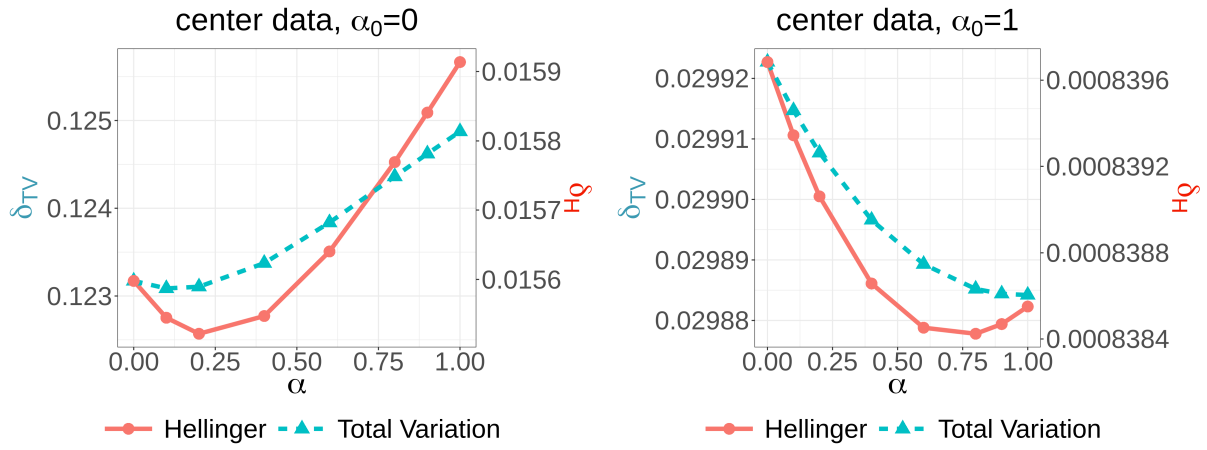 center data, α₀=0
0.125
0.124
0.123
δTV
0.0159
0.0158
0.0157
0.0156
δH
0.00 0.25 0.50 0.75 1.00
α
Hellinger Total Variation
center data, α₀=1
0.02992
0.02991
0.02990
0.02989
0.02988
δTV
0.0008396
0.0008392
0.0008388
0.0008384
δH
0.00 0.25 0.50 0.75 1.00
α
Hellinger Total Variation